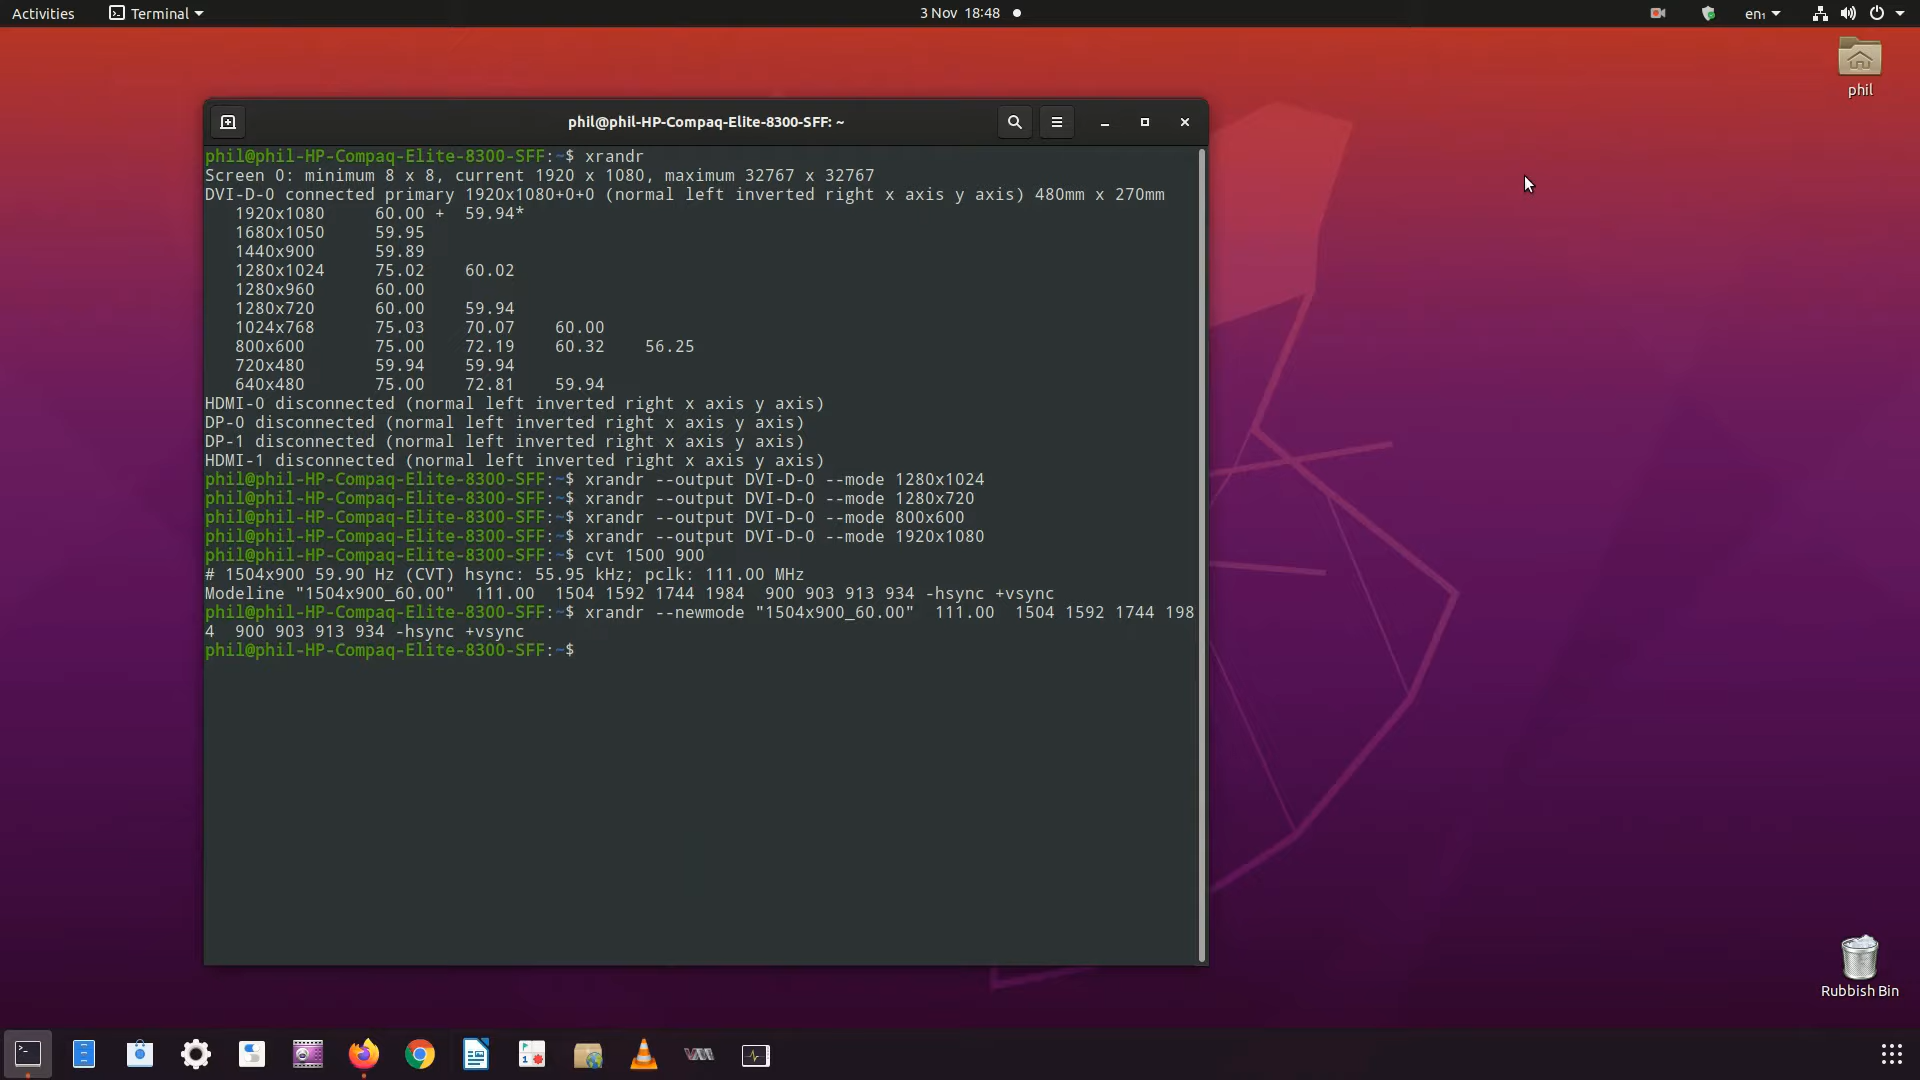 Activities Terminal 3 Nov 18:48 en₁
phil
phil@phil-HP-Compaq-Elite-8300-SFF: ~
phil@phil-HP-Compaq-Elite-8300-SFF:~$ xrandr
Screen 0: minimum 8 x 8, current 1920 x 1080, maximum 32767 x 32767
DVI-D-0 connected primary 1920x1080+0+0 (normal left inverted right x axis y axis) 480mm x 270mm
   1920x1080     60.00 +  59.94*
   1680x1050     59.95
   1440x900      59.89
   1280x1024     75.02    60.02
   1280x960      60.00
   1280x720      60.00    59.94
   1024x768      75.03    70.07    60.00
   800x600       75.00    72.19    60.32    56.25
   720x480       59.94    59.94
   640x480       75.00    72.81    59.94
HDMI-0 disconnected (normal left inverted right x axis y axis)
DP-0 disconnected (normal left inverted right x axis y axis)
DP-1 disconnected (normal left inverted right x axis y axis)
HDMI-1 disconnected (normal left inverted right x axis y axis)
phil@phil-HP-Compaq-Elite-8300-SFF:~$ xrandr --output DVI-D-0 --mode 1280x1024
phil@phil-HP-Compaq-Elite-8300-SFF:~$ xrandr --output DVI-D-0 --mode 1280x720
phil@phil-HP-Compaq-Elite-8300-SFF:~$ xrandr --output DVI-D-0 --mode 800x600
phil@phil-HP-Compaq-Elite-8300-SFF:~$ xrandr --output DVI-D-0 --mode 1920x1080
phil@phil-HP-Compaq-Elite-8300-SFF:~$ cvt 1500 900
# 1504x900 59.90 Hz (CVT) hsync: 55.95 kHz; pclk: 111.00 MHz
Modeline "1504x900_60.00"  111.00  1504 1592 1744 1984  900 903 913 934 -hsync +vsync
phil@phil-HP-Compaq-Elite-8300-SFF:~$ xrandr --newmode "1504x900_60.00"  111.00  1504 1592 1744 198
4  900 903 913 934 -hsync +vsync
phil@phil-HP-Compaq-Elite-8300-SFF:~$
Rubbish Bin